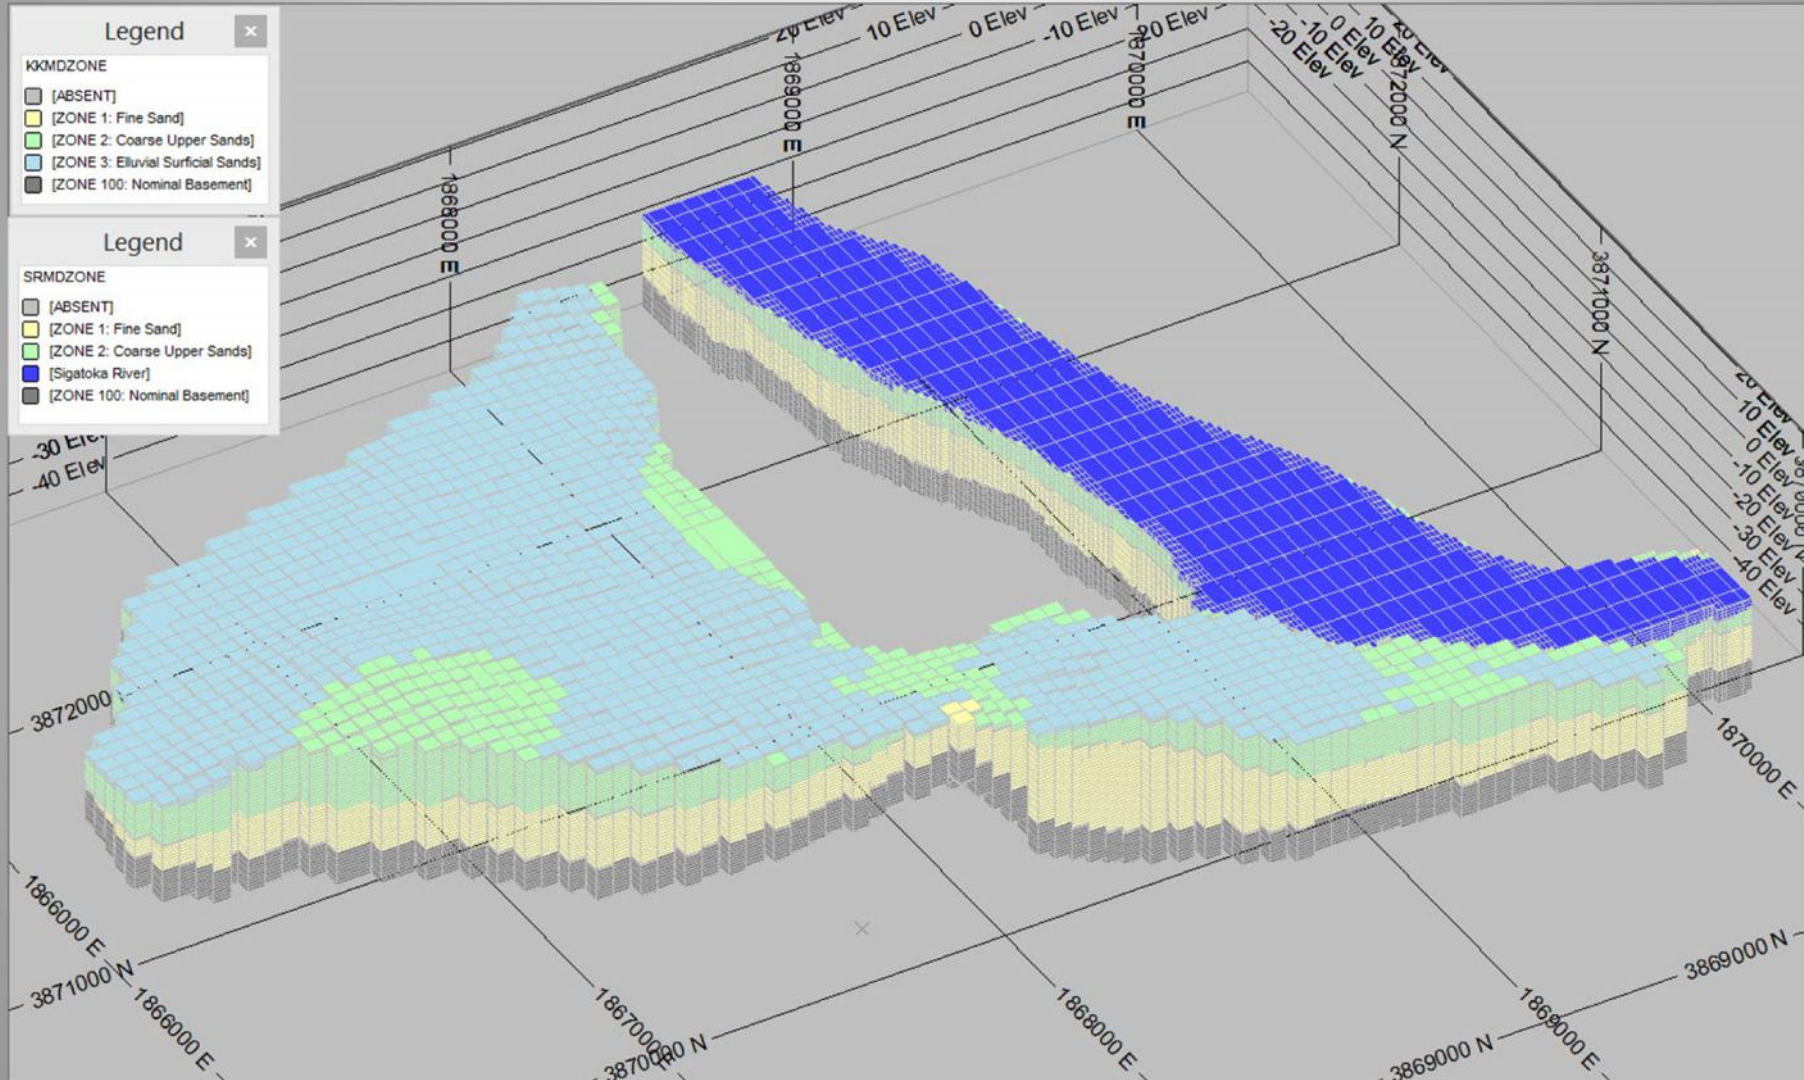 Legend
KKMDZONE
[ABSENT]
[ZONE 1: Fine Sand]
[ZONE 2: Coarse Upper Sands]
[ZONE 3: Elluvial Surficial Sands]
[ZONE 100: Nominal Basement]
Legend
SRMDZONE
[ABSENT]
[ZONE 1: Fine Sand]
[ZONE 2: Coarse Upper Sands]
[Sigatoka River]
[ZONE 100: Nominal Basement]
20 Elev
10 Elev
0 Elev
-10 Elev
-20 Elev
-20 Elev
-10 Elev
0 Elev
10 Elev
20 Elev
1868000 E
1869000 E
1870000 E
3872000 N
3871000 N
-30 Elev
-40 Elev
20 Elev
10 Elev
0 Elev
-10 Elev
-20 Elev
-30 Elev
-40 Elev
3872000
1866000 E
3871000 N
1866000 E
1867000
3870000 N
1868000 E
1869000 E
3869000 N
3869000 N
1870000 E